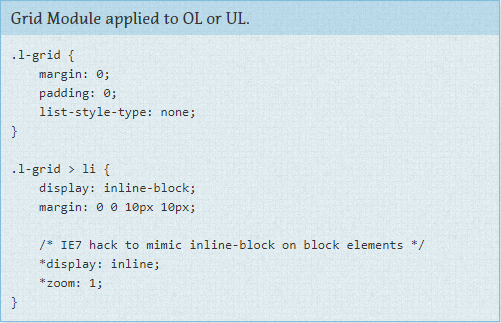 Grid Module applied to OL or UL.
.l-grid {
    margin: 0;
    padding: 0;
    list-style-type: none;
}

.l-grid > li {
    display: inline-block;
    margin: 0 0 10px 10px;

    /* IE7 hack to mimic inline-block on block elements */
    *display: inline;
    *zoom: 1;
}